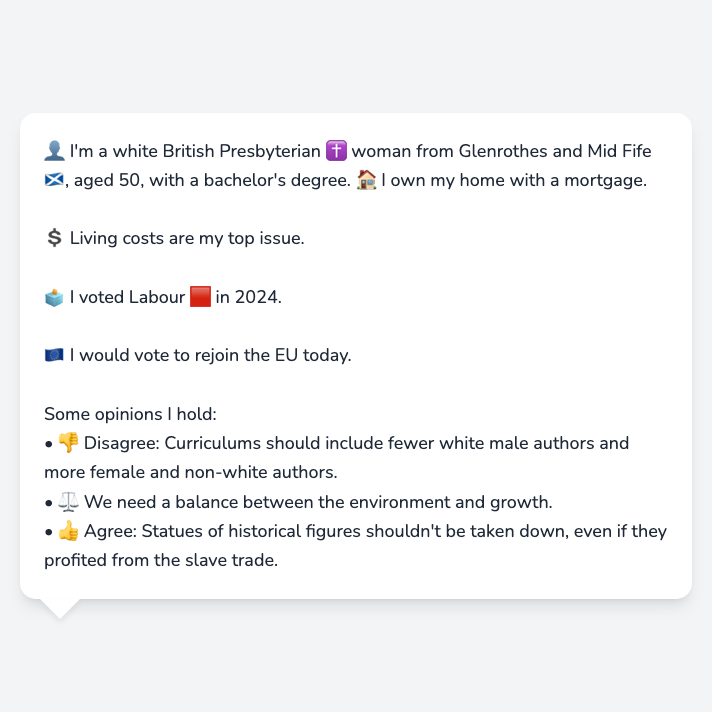 👤 I'm a white British Presbyterian ✝️ woman from Glenrothes and Mid Fife
🏴󠁧󠁢󠁳󠁣󠁴󠁿, aged 50, with a bachelor's degree. 🏠 I own my home with a mortgage.
💲 Living costs are my top issue.
🗳️ I voted Labour 🟥 in 2024.
🇪🇺 I would vote to rejoin the EU today.
Some opinions I hold:
• 👎 Disagree: Curriculums should include fewer white male authors and
more female and non-white authors.
• ⚖️ We need a balance between the environment and growth.
• 👍 Agree: Statues of historical figures shouldn't be taken down, even if they
profited from the slave trade.